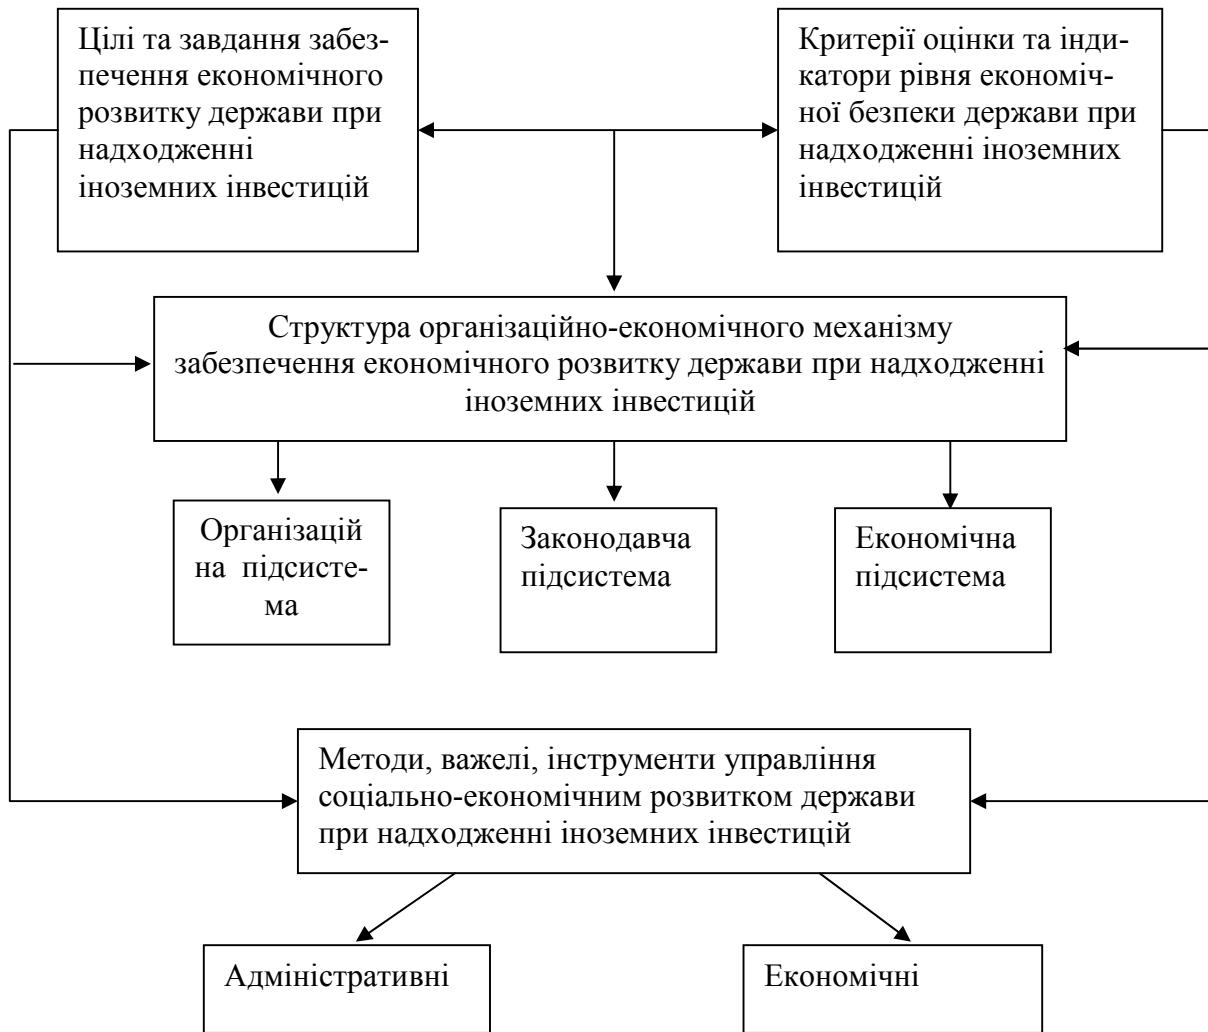 Цілі та завдання забез-
печення економічного
розвитку держави при
надходженні
іноземних інвестицій
Критерії оцінки та інди-
катори рівня економіч-
ної безпеки держави при
надходженні іноземних
інвестицій
Структура організаційно-економічного механізму
забезпечення економічного розвитку держави при надходженні
іноземних інвестицій
Організацій
на підсисте-
ма
Законодавча
підсистема
Економічна
підсистема
Методи, важелі, інструменти управління
соціально-економічним розвитком держави
при надходженні іноземних інвестицій
Адміністративні
Економічні